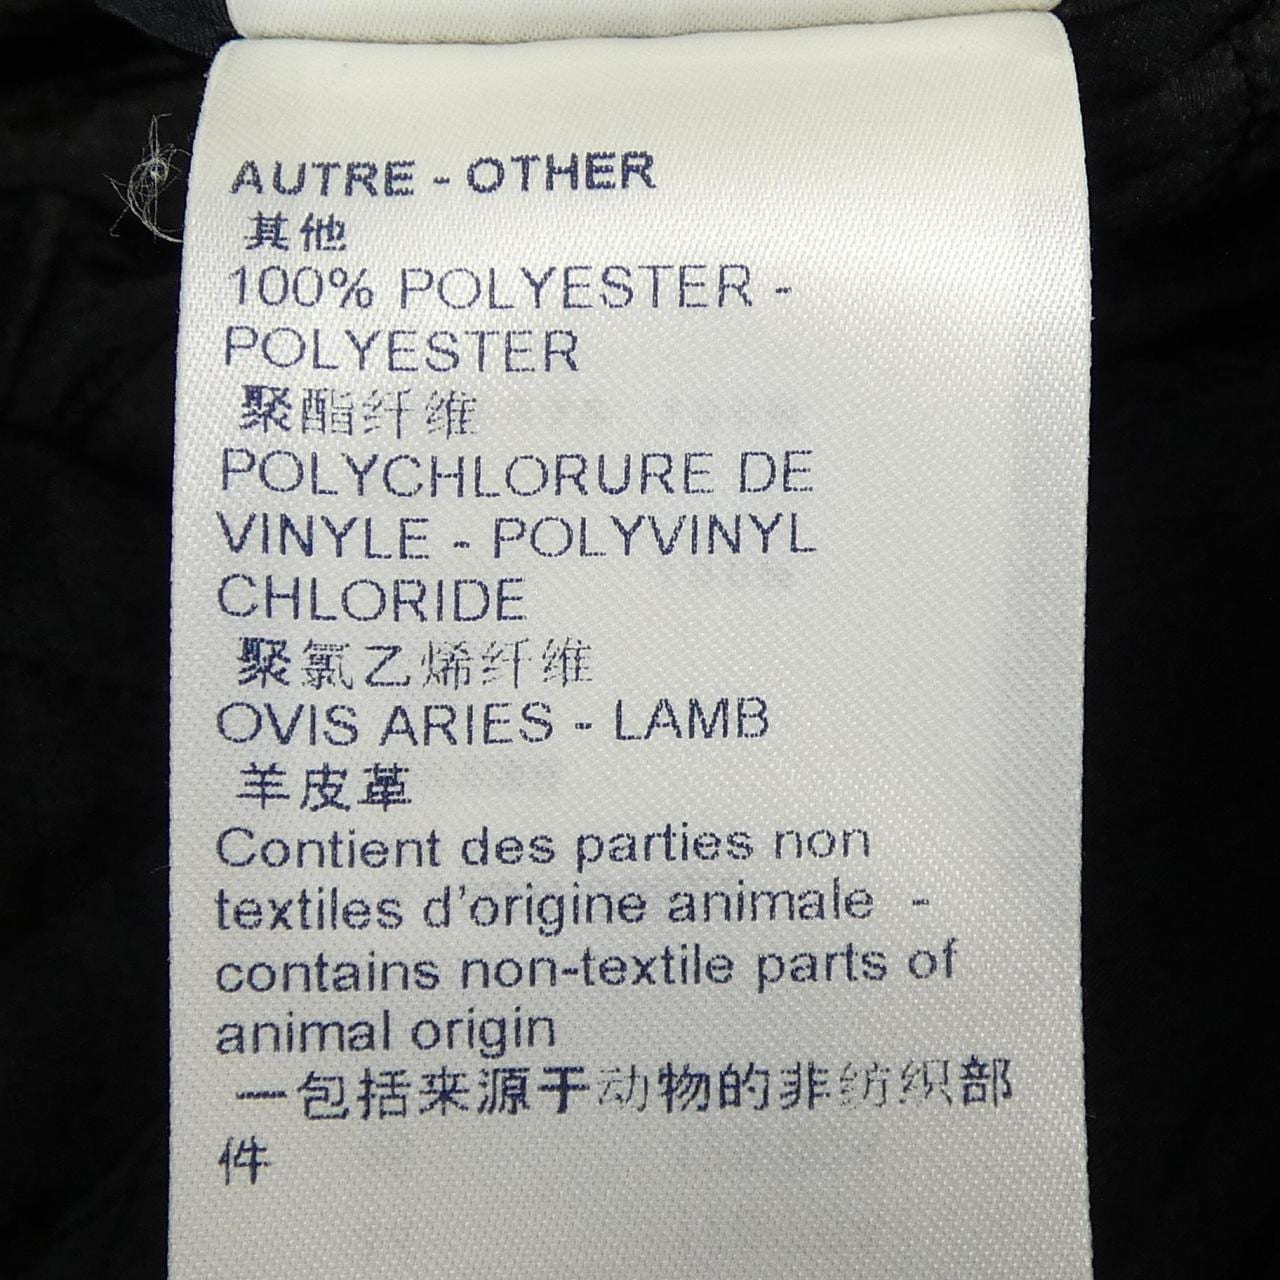 AUTRE - OTHER
其他
100% POLYESTER -
POLYESTER
聚酯纤维
POLYCHLORURE DE
VINYLE - POLYVINYL
CHLORIDE
聚氯乙烯纤维
OVIS ARIES - LAMB
羊皮革
Contient des parties non
textiles d'origine animale -
contains non-textile parts of
animal origin
一包括来源于动物的非纺织部
件